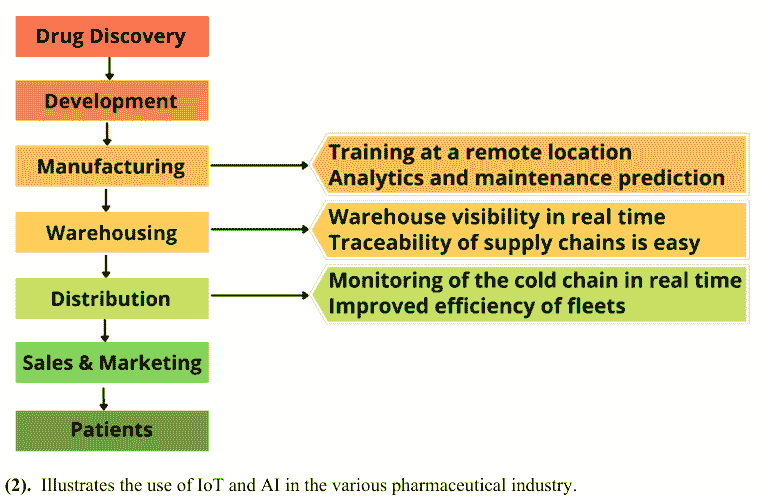 Drug Discovery
Development
Manufacturing
Training at a remote location
Analytics and maintenance prediction
Warehousing
Warehouse visibility in real time
Traceability of supply chains is easy
Distribution
Monitoring of the cold chain in real time
Improved efficiency of fleets
Sales & Marketing
Patients
(2). Illustrates the use of IoT and AI in the various pharmaceutical industry.